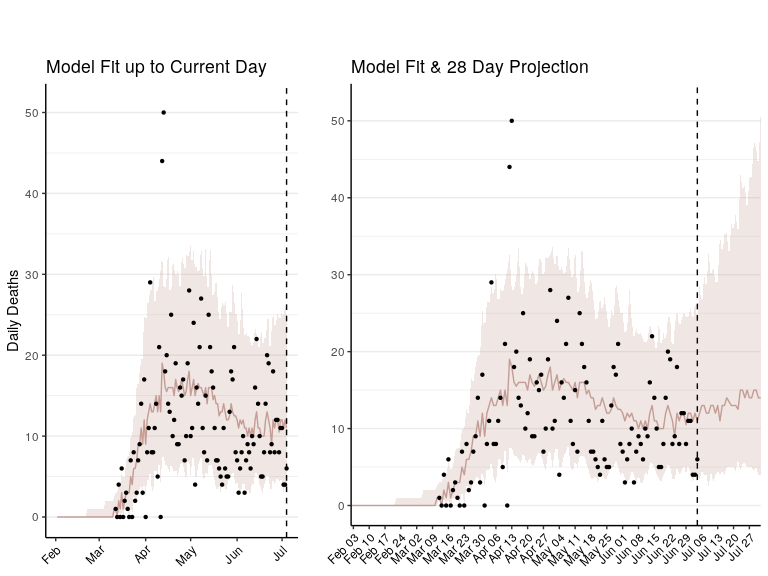 Model Fit up to Current Day
Model Fit & 28 Day Projection
Daily Deaths
50
40
30
20
10
0
Feb
Mar
Apr
May
Jun
Jul
50
40
30
20
10
0
Feb 03
Feb 10
Feb 17
Feb 24
Mar 02
Mar 09
Mar 16
Mar 23
Mar 30
Apr 06
Apr 13
Apr 20
Apr 27
May 04
May 11
May 18
May 25
Jun 01
Jun 08
Jun 15
Jun 22
Jun 29
Jul 06
Jul 13
Jul 20
Jul 27